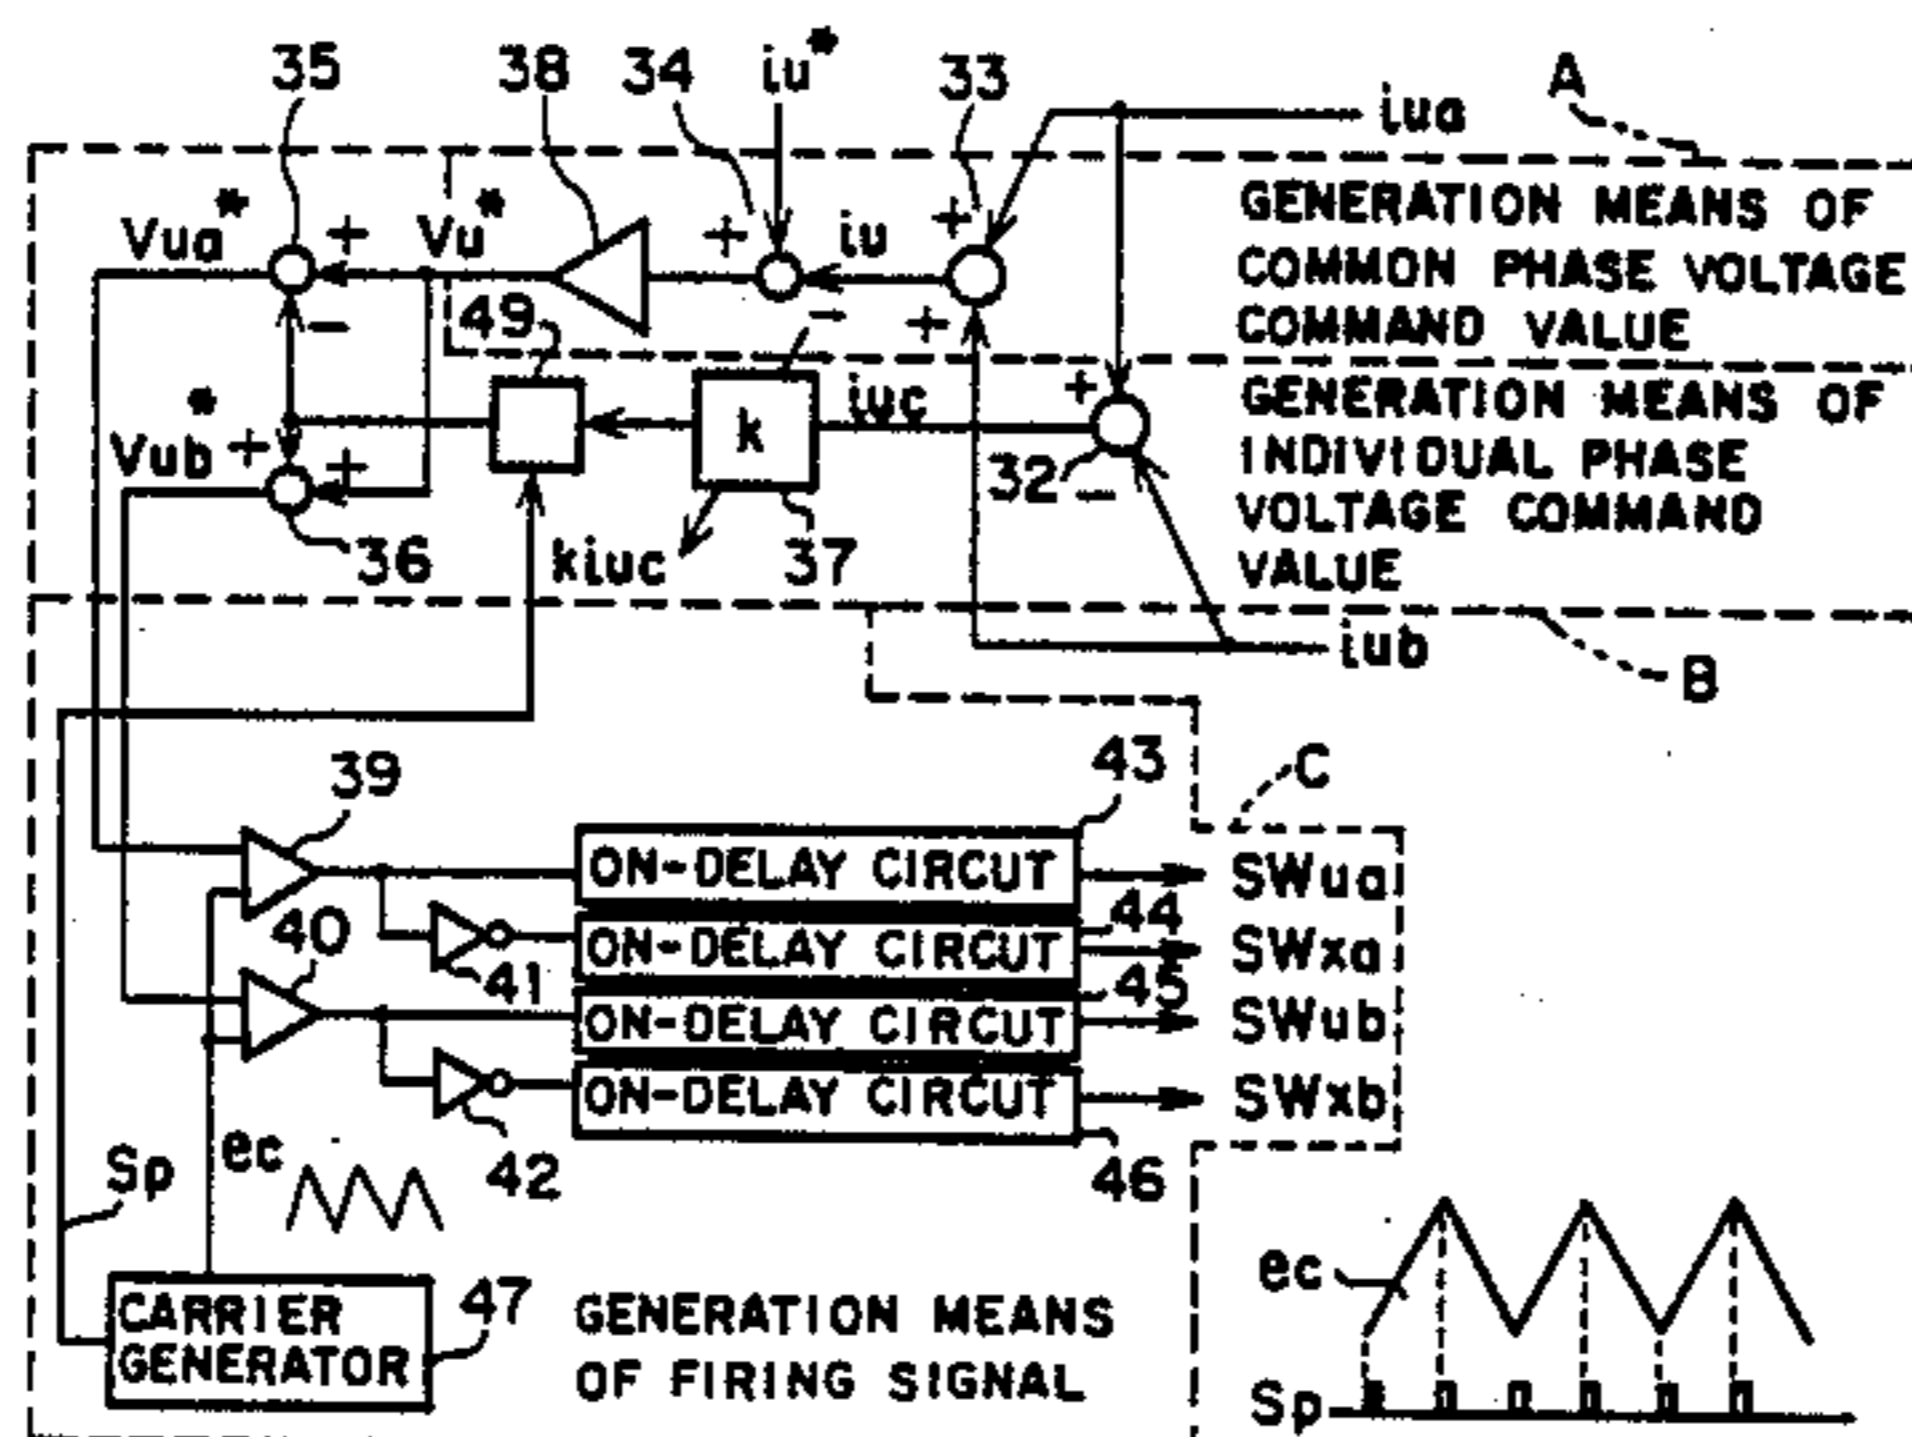 35
38
34
iu*
33
iua
A
Vua*
+
Vu*
+
iu
+
GENERATION MEANS OF
COMMON PHASE VOLTAGE
COMMAND VALUE
-
49
-
+
Vub*
+
+
k
iuc
+
32
-
GENERATION MEANS OF
INDIVIDUAL PHASE
VOLTAGE COMMAND
VALUE
36
kiuc
37
iub
B
39
43
C
ON-DELAY CIRCUT
SWua
40
41
44
ON-DELAY CIRCUT
SWxa
45
ON-DELAY CIRCUT
SWub
ON-DELAY CIRCUT
SWxb
42
46
Sp
ec
CARRIER
GENERATOR
47
GENERATION MEANS
OF FIRING SIGNAL
ec
Sp